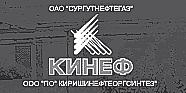 ОАО "СУРГУТНЕФТЕГАЗ"
КИНЕФ
ООО "ПО" КИРИШИНЕФТЕОРГСИНТЕЗ"